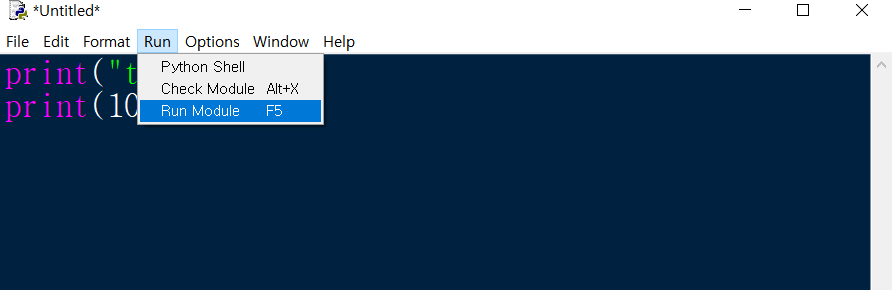 *Untitled*
File Edit Format Run Options Window Help
print("t
print(10
Python Shell
Check Module Alt+X
Run Module F5